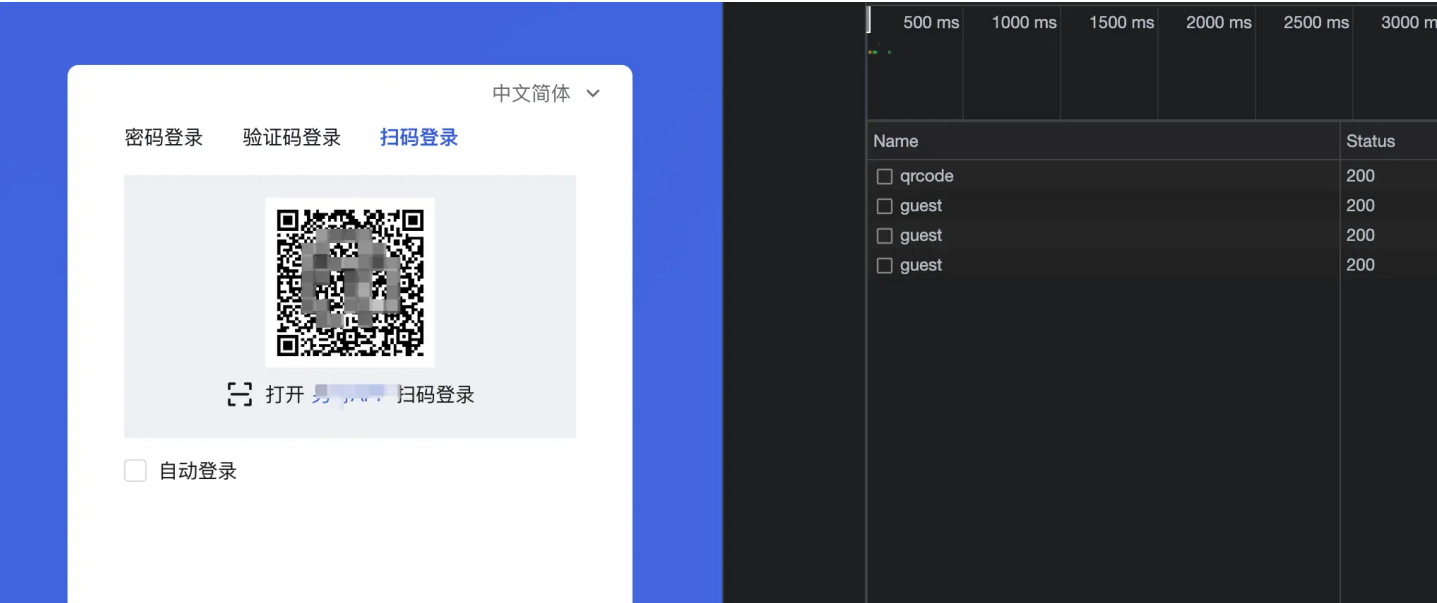 中文简体
密码登录 验证码登录 扫码登录
打开 扫码登录
自动登录
500 ms 1000 ms 1500 ms 2000 ms 2500 ms 3000 m
Name Status
qrcode 200
guest 200
guest 200
guest 200